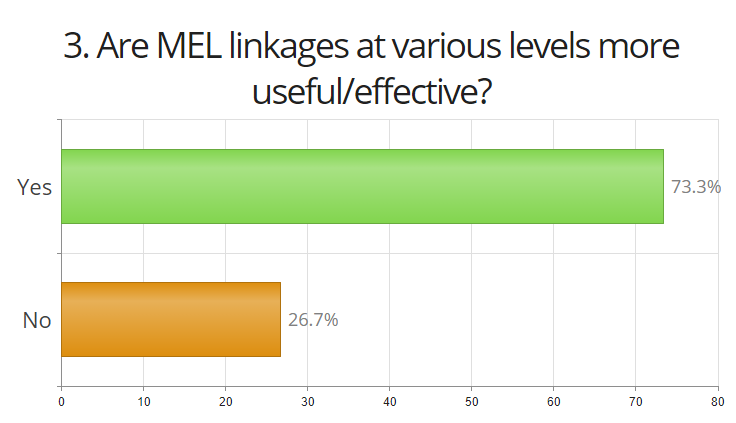 3. Are MEL linkages at various levels more
useful/effective?
Yes
73.3%
No
26.7%
0 10 20 30 40 50 60 70 80